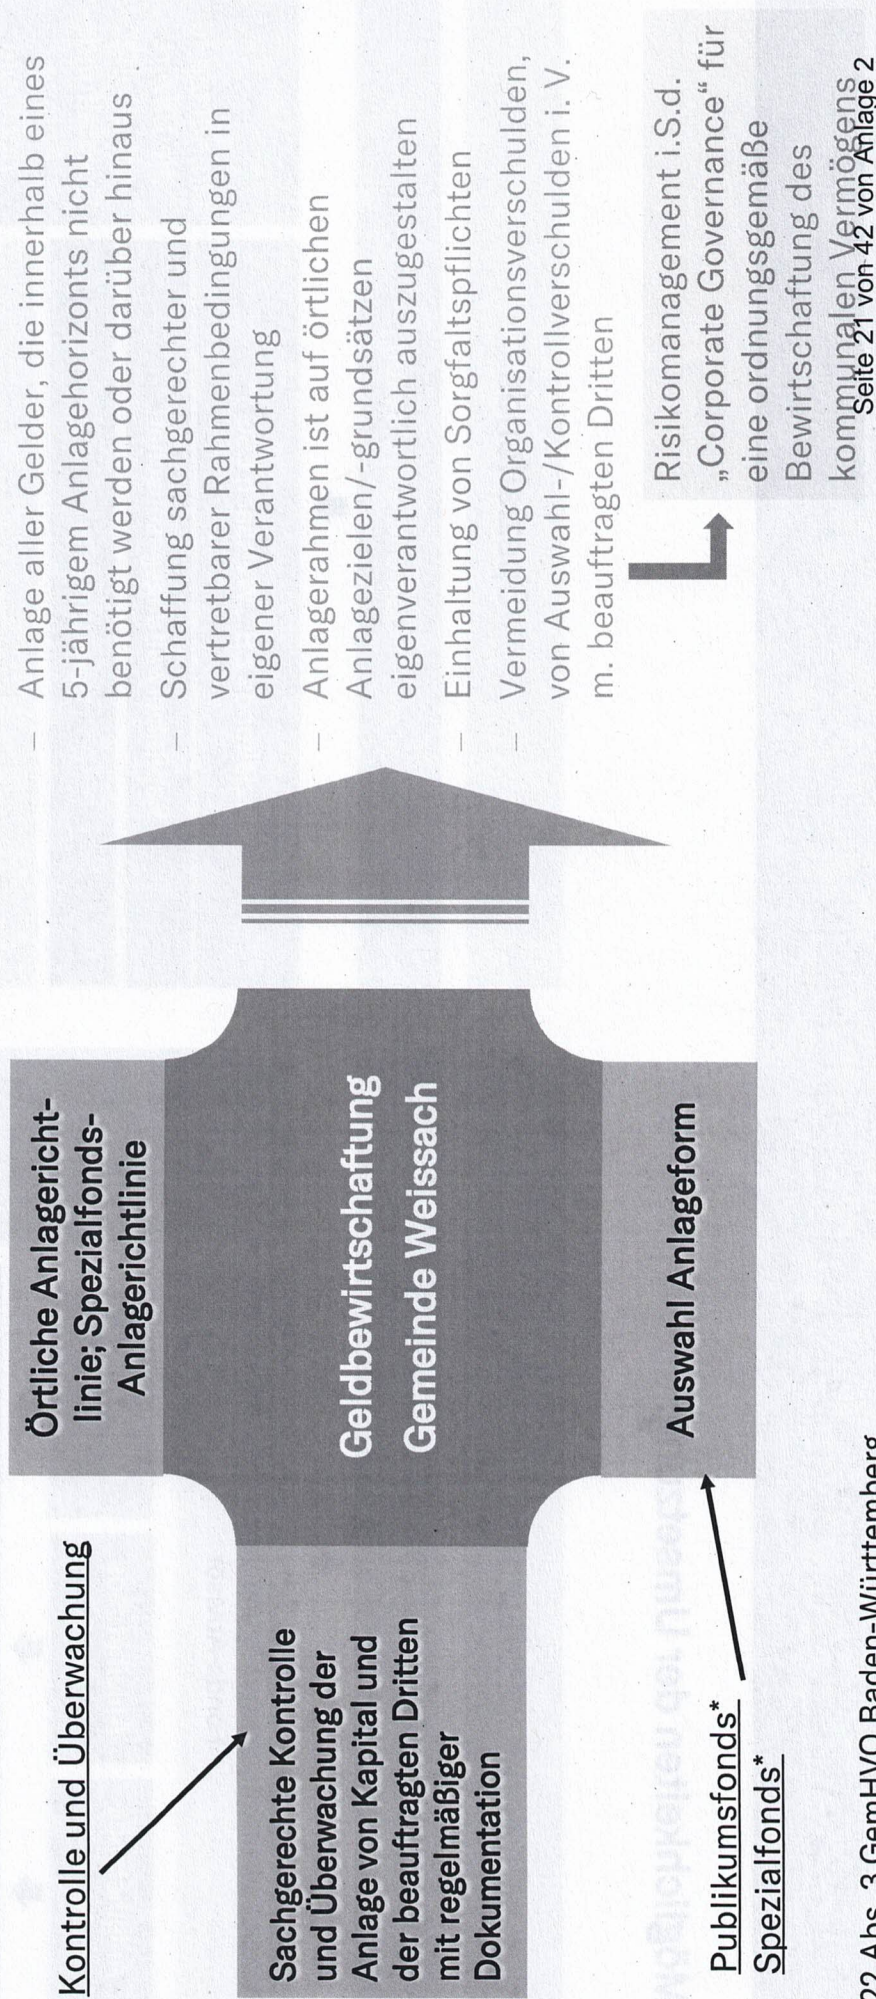 Kontrolle und Überwachung
Sachgerechte Kontrolle
und Überwachung der
Anlage von Kapital und
der beauftragten Dritten
mit regelmäßiger
Dokumentation
Publikumsfonds*
Spezialfonds*
Örtliche Anlagericht-
linie; Spezialfonds-
Anlagerichtlinie
Geldbewirtschaftung
Gemeinde Weissach
Auswahl Anlageform
– Anlage aller Gelder, die innerhalb eines
5-jährigem Anlagehorizonts nicht
benötigt werden oder darüber hinaus
– Schaffung sachgerechter und
vertretbarer Rahmenbedingungen in
eigener Verantwortung
– Anlagerahmen ist auf örtlichen
Anlagezielen/-grundsätzen
eigenverantwortlich auszugestalten
– Einhaltung von Sorgfaltspflichten
– Vermeidung Organisationsverschulden,
von Auswahl-/Kontrollverschulden i. V.
m. beauftragten Dritten
Risikomanagement i.S.d.
„Corporate Governance“ für
eine ordnungsgemäße
Bewirtschaftung des
kommunalen Vermögens
22 Abs. 3 GemHVO Baden-Württemberg
Seite 21 von 42 von Anlage 2